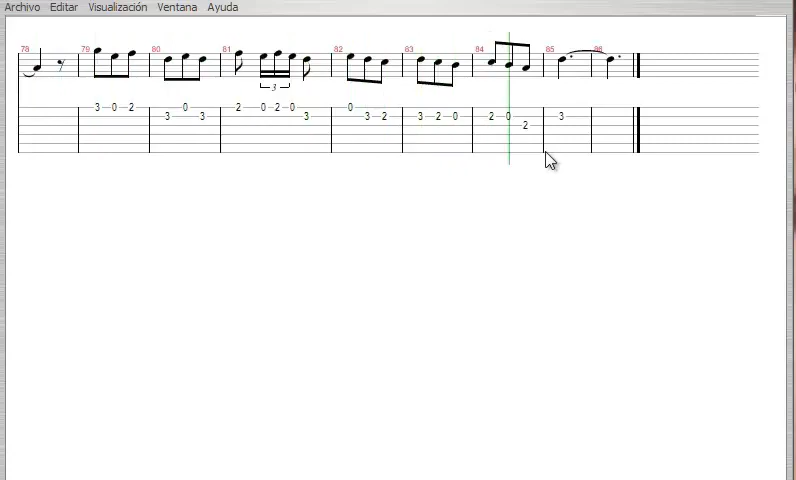 Archivo Editar Visualización Ventana Ayuda
78 79 80 81 82 83 84 85 86
3
3 0 2 0 2 0 2 0 0
3 3 3 3 2 3 2 0 2 0 3
2